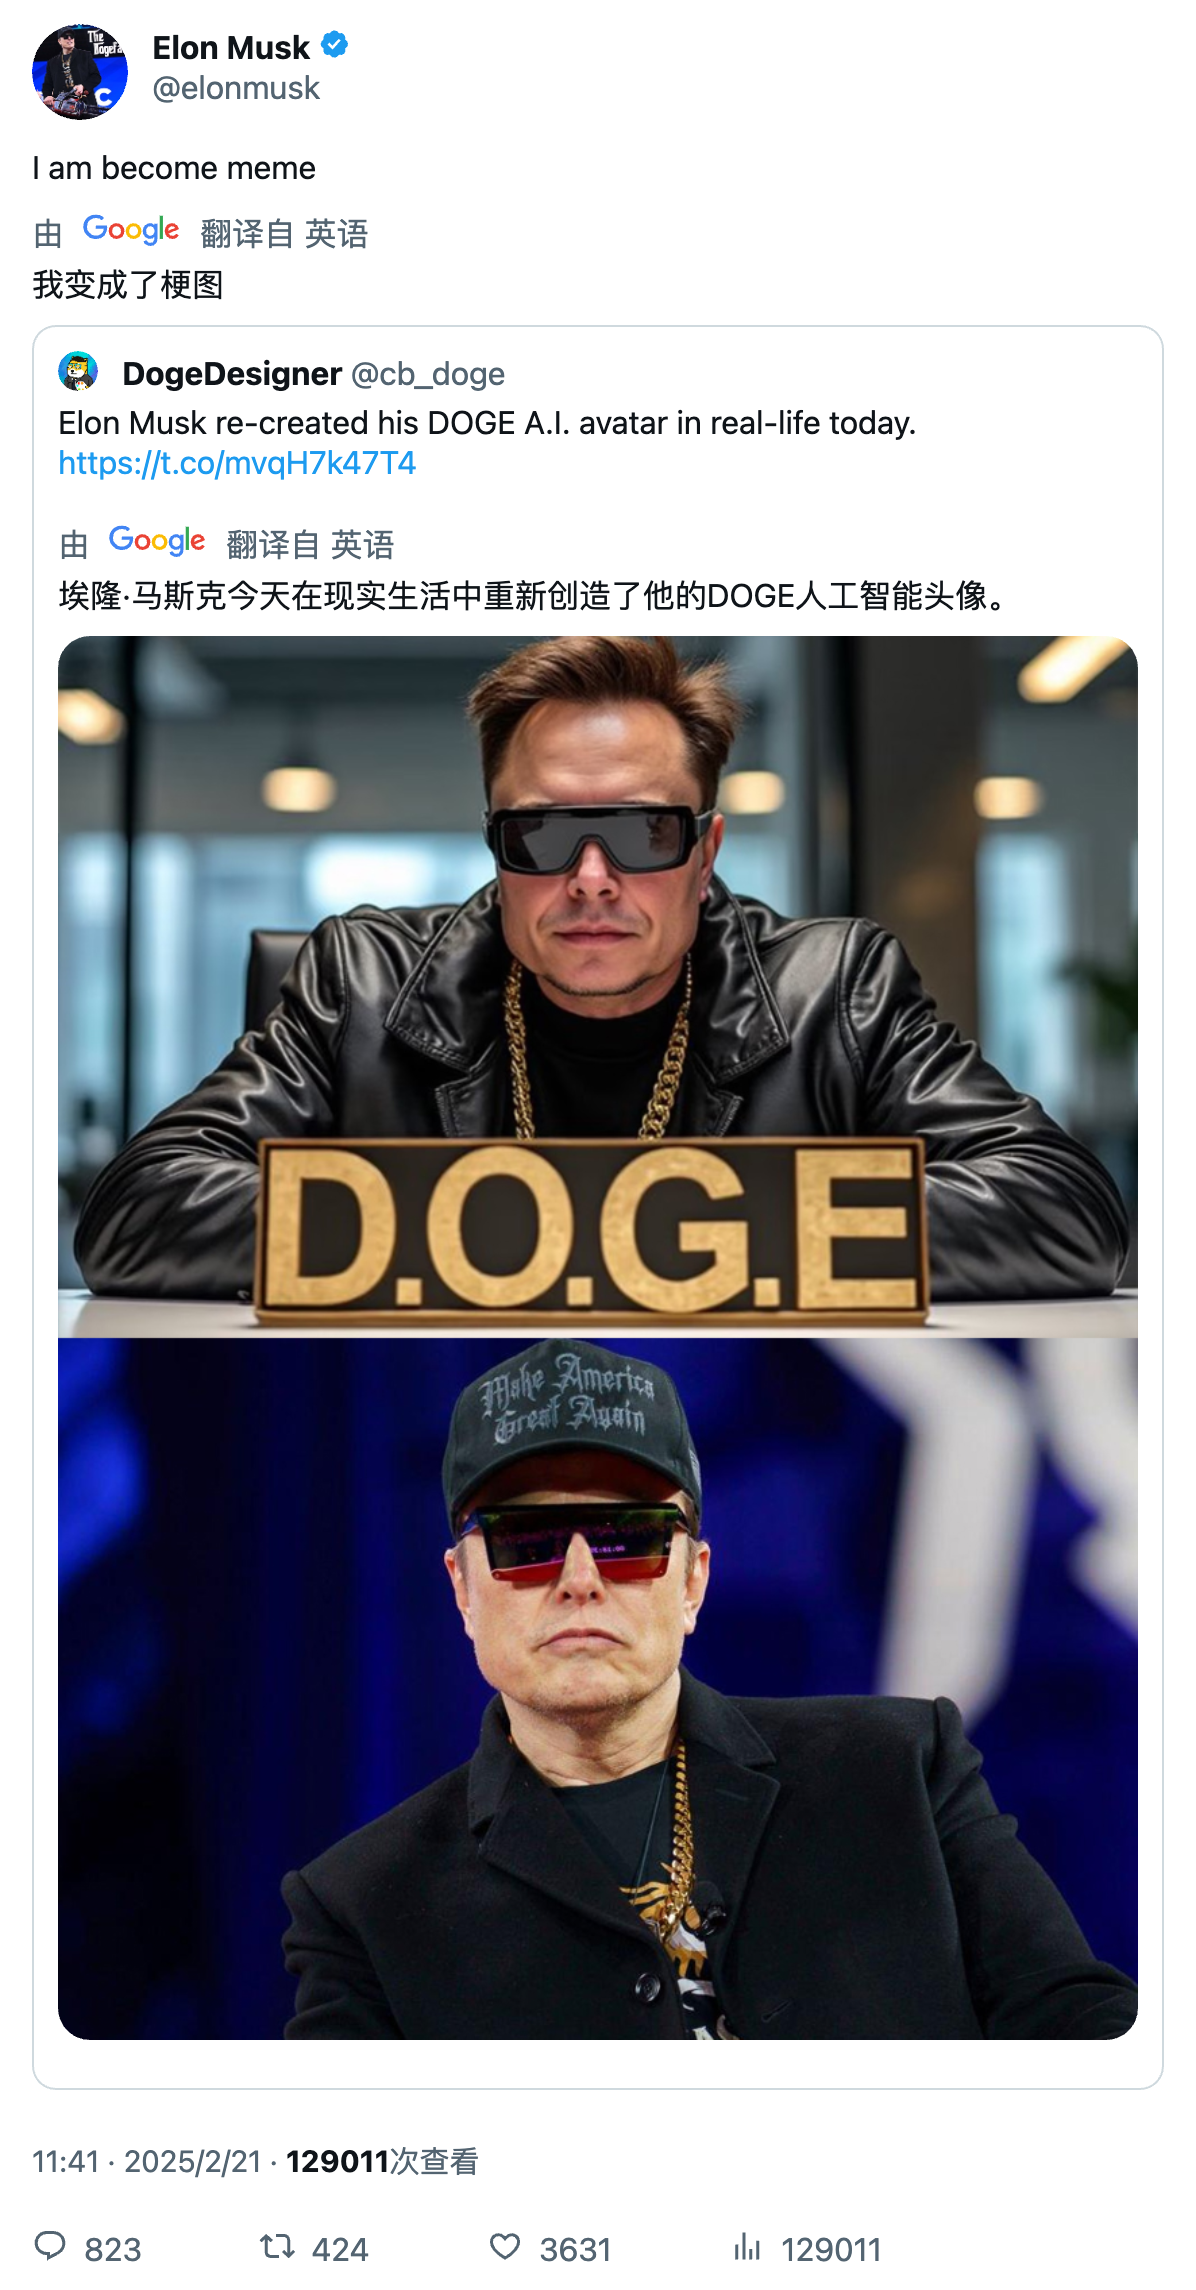 The
DogeFa
C
Elon Musk
@elonmusk
I am become meme
由 Google 翻译自 英语
我变成了梗图
DogeDesigner @cb_doge
Elon Musk re-created his DOGE A.I. avatar in real-life today.
https://t.co/mvqH7k47T4
由 Google 翻译自 英语
埃隆·马斯克今天在现实生活中重新创造了他的DOGE人工智能头像。
D.O.G.E
Make America
Great Again
11:41 · 2025/2/21 · 129011次查看
823 424 3631 129011